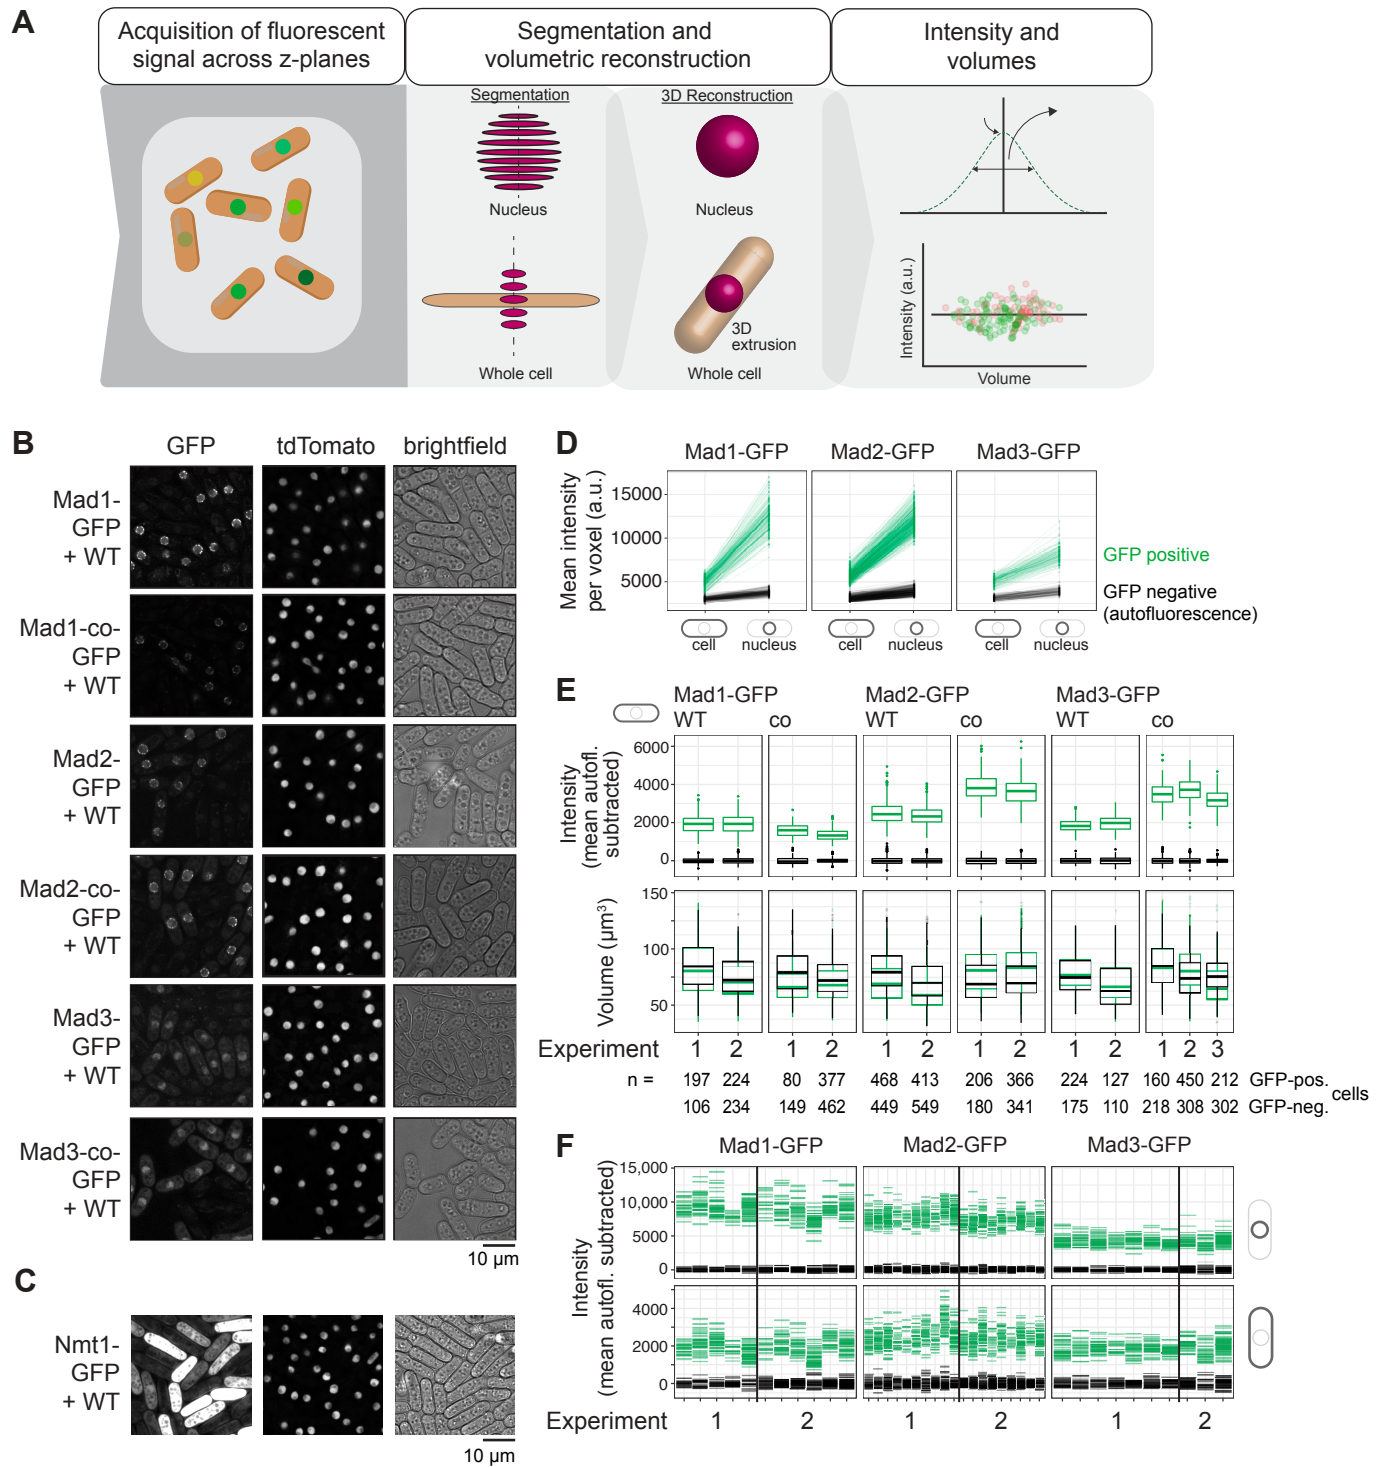 A
Acquisition of fluorescent
signal across z-planes
Segmentation and
volumetric reconstruction
Intensity and
volumes
Segmentation
3D Reconstruction
Nucleus
Nucleus
3D
extrusion
Whole cell
Whole cell
Intensity (a.u.)
Volume
B
GFP
tdTomato
brightfield
Mad1-
GFP
+ WT
Mad1-co-
GFP
+ WT
Mad2-
GFP
+ WT
Mad2-co-
GFP
+ WT
Mad3-
GFP
+ WT
Mad3-co-
GFP
+ WT
10 µm
C
Nmt1-
GFP
+ WT
10 µm
D
Mad1-GFP
Mad2-GFP
Mad3-GFP
Mean intensity
per voxel (a.u.)
15000
10000
5000
GFP positive
GFP negative
(autofluorescence)
cell
nucleus
cell
nucleus
cell
nucleus
E
Mad1-GFP
Mad2-GFP
Mad3-GFP
WT
co
WT
co
WT
co
Intensity
(mean autofl.
subtracted)
6000
4000
2000
0
Volume (µm³)
150
100
50
Experiment
1 2 1 2 1 2 1 2 1 2 1 2 3
n =
197 224 80 377 468 413 206 366 224 127 160 450 212 GFP-pos.
106 234 149 462 449 549 180 341 175 110 218 308 302 GFP-neg.
cells
F
Mad1-GFP
Mad2-GFP
Mad3-GFP
Intensity
(mean autofl. subtracted)
15,000
10,000
5000
0
4000
2000
0
Experiment
1 2 1 2 1 2